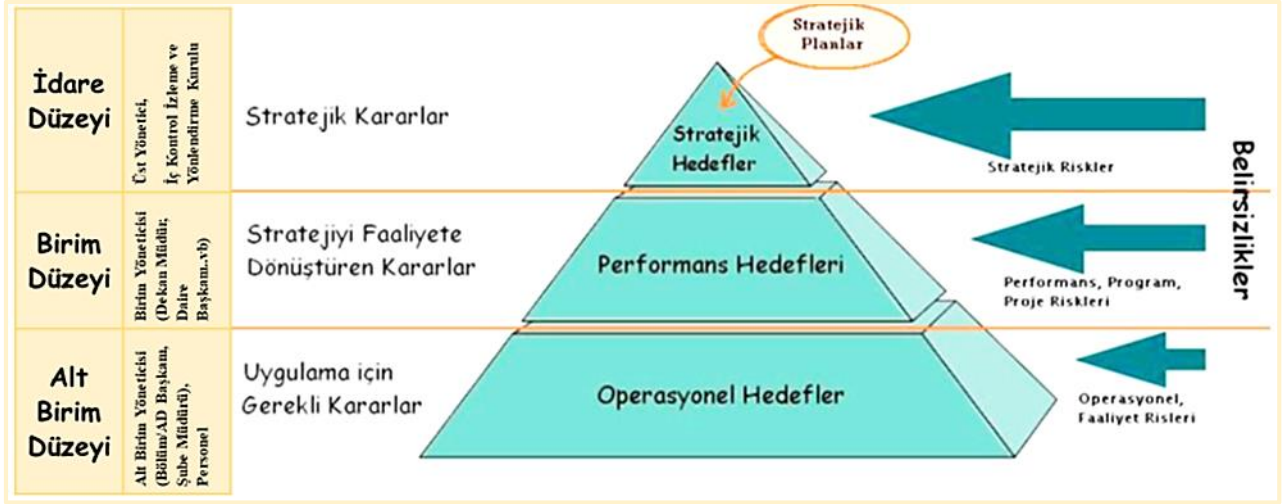 Stratejik
Planlar
İdare
Düzeyi
Üst Yönetici,
İç Kontrol İzleme ve
Yönlendirme Kurulu
Stratejik Kararlar
Stratejik
Hedefler
Stratejik Riskler
Belirsizlikler
Birim
Düzeyi
Birim Yöneticisi
(Dekan Müdür,
Daire
Başkanı..vb)
Stratejiyi Faaliyete
Dönüştüren Kararlar
Performans Hedefleri
Performans, Program,
Proje Riskleri
Alt
Birim
Düzeyi
Alt Birim Yöneticisi
(Bölüm/AD Başkanı,
Şube Müdürü),
Personel
Uygulama için
Gerekli Kararlar
Operasyonel Hedefler
Operasyonel,
Faaliyet Risleri